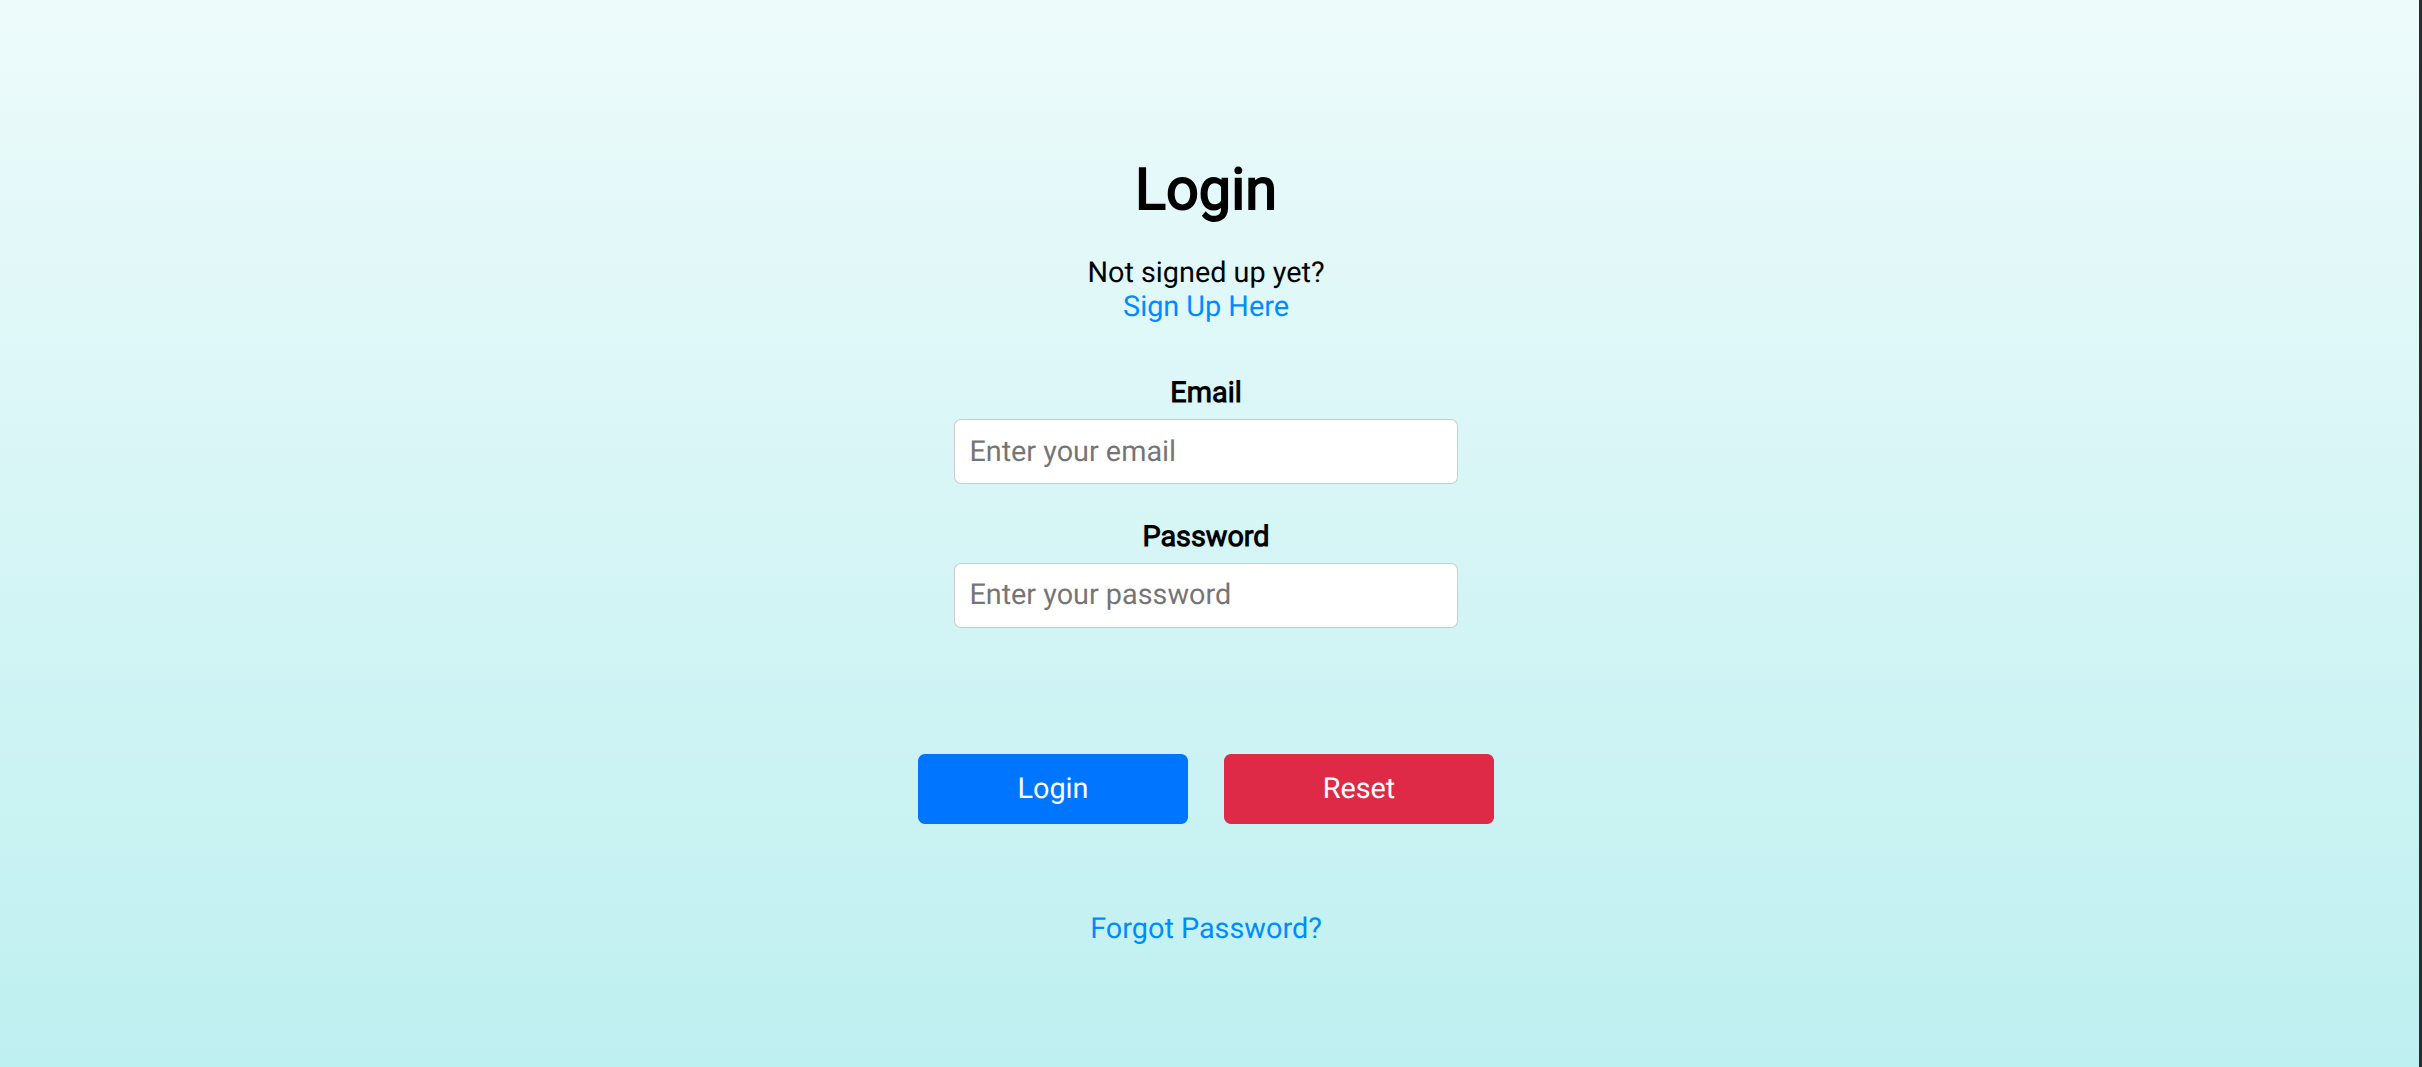 Login
Not signed up yet?
Sign Up Here
Email
Enter your email
Password
Enter your password
Login Reset
Forgot Password?